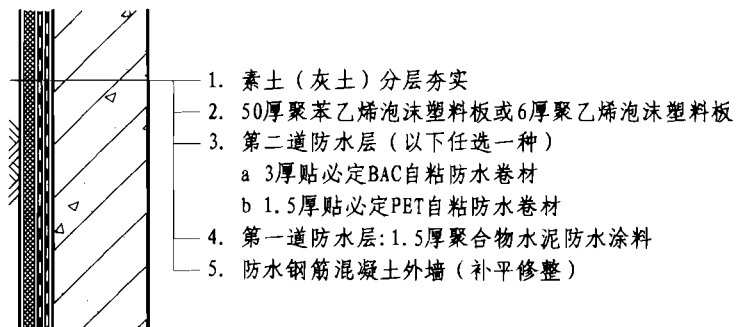 1. 素土（灰土）分层夯实
2. 50厚聚苯乙烯泡沫塑料板或6厚聚乙烯泡沫塑料板
3. 第二道防水层（以下任选一种）
a 3厚贴必定BAC自粘防水卷材
b 1.5厚贴必定PET自粘防水卷材
4. 第一道防水层:1.5厚聚合物水泥防水涂料
5. 防水钢筋混凝土外墙（补平修整）